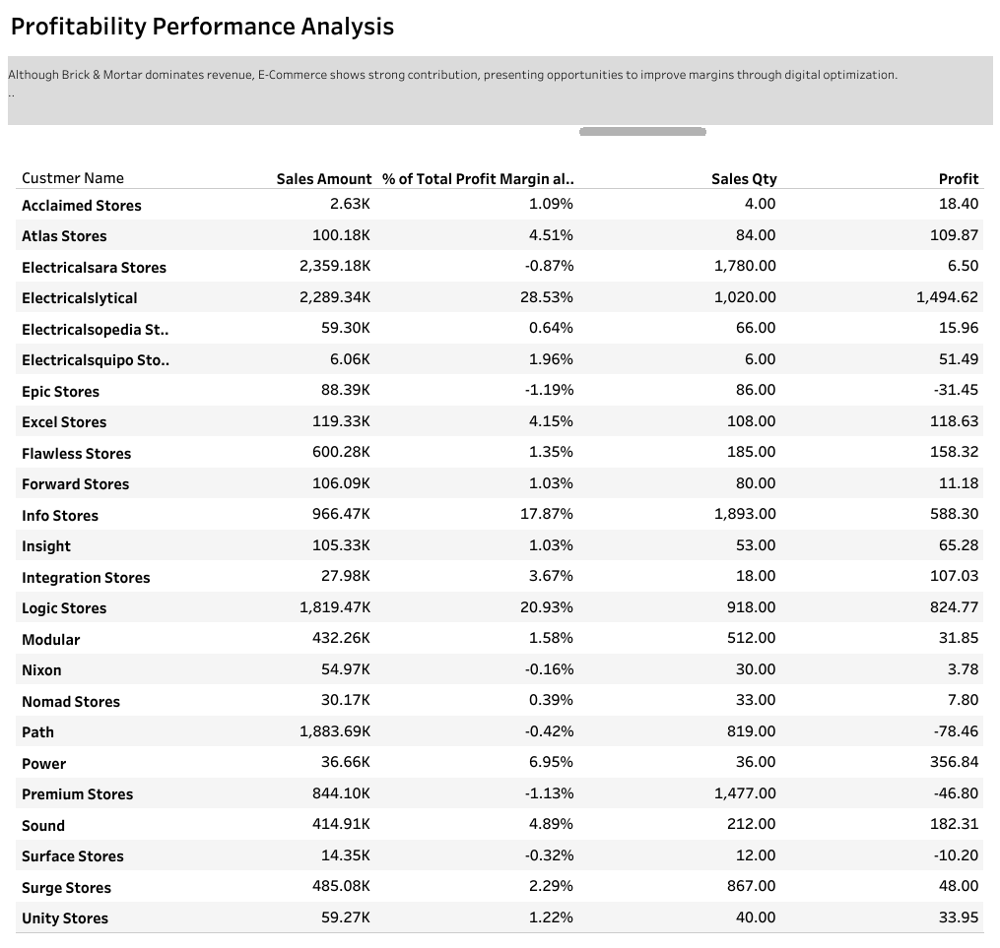 Profitability Performance Analysis
Although Brick & Mortar dominates revenue, E-Commerce shows strong contribution, presenting opportunities to improve margins through digital optimization.
..
Custmer Name Sales Amount % of Total Profit Margin al.. Sales Qty Profit
Acclaimed Stores 2.63K 1.09% 4.00 18.40
Atlas Stores 100.18K 4.51% 84.00 109.87
Electricalsara Stores 2,359.18K -0.87% 1,780.00 6.50
Electricalslytical 2,289.34K 28.53% 1,020.00 1,494.62
Electricalsopedia St.. 59.30K 0.64% 66.00 15.96
Electricalsquipo Sto.. 6.06K 1.96% 6.00 51.49
Epic Stores 88.39K -1.19% 86.00 -31.45
Excel Stores 119.33K 4.15% 108.00 118.63
Flawless Stores 600.28K 1.35% 185.00 158.32
Forward Stores 106.09K 1.03% 80.00 11.18
Info Stores 966.47K 17.87% 1,893.00 588.30
Insight 105.33K 1.03% 53.00 65.28
Integration Stores 27.98K 3.67% 18.00 107.03
Logic Stores 1,819.47K 20.93% 918.00 824.77
Modular 432.26K 1.58% 512.00 31.85
Nixon 54.97K -0.16% 30.00 3.78
Nomad Stores 30.17K 0.39% 33.00 7.80
Path 1,883.69K -0.42% 819.00 -78.46
Power 36.66K 6.95% 36.00 356.84
Premium Stores 844.10K -1.13% 1,477.00 -46.80
Sound 414.91K 4.89% 212.00 182.31
Surface Stores 14.35K -0.32% 12.00 -10.20
Surge Stores 485.08K 2.29% 867.00 48.00
Unity Stores 59.27K 1.22% 40.00 33.95